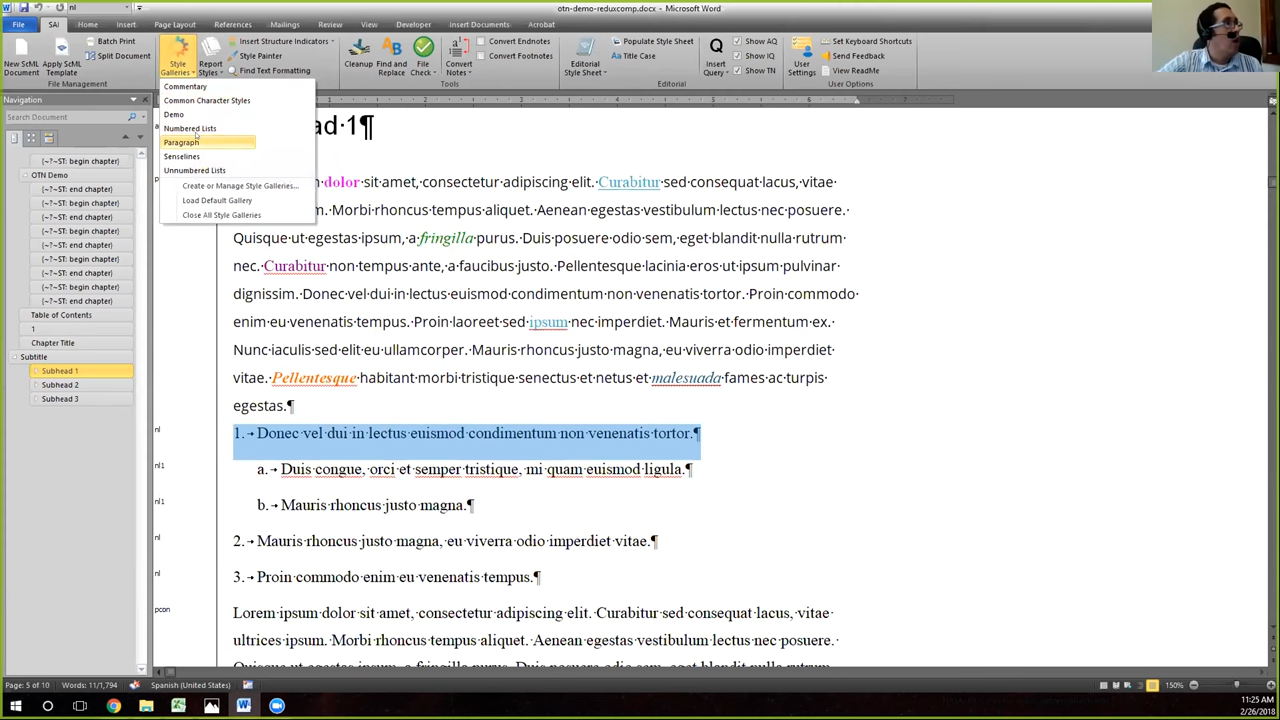 nl
otn-demo-reduxcomp.docx - Microsoft Word
File SAI Home Insert Page Layout References Mailings Review View Developer Insert Documents Acrobat
New ScML Document
Apply ScML Template
Batch Print
Split Document
File Management
Style Galleries
Report Styles
Insert Structure Indicators
Style Painter
Find Text Formatting
Cleanup
Find and Replace
File Check
Convert Notes
Convert Endnotes
Convert Footnotes
Editorial Style Sheet
Populate Style Sheet
Title Case
Editorial
Insert Query
Show AQ
Show IQ
Show TN
User Settings
Set Keyboard Shortcuts
Send Feedback
View ReadMe
User Options
Commentary
Common Character Styles
Demo
Numbered Lists
Paragraph
Senselines
Unnumbered Lists
Create or Manage Style Galleries...
Load Default Gallery
Close All Style Galleries
Navigation
[~?~ST: begin chapter]
OTN Demo
[~?~ST: end chapter]
[~?~ST: begin chapter]
[~?~ST: end chapter]
[~?~ST: begin chapter]
[~?~ST: end chapter]
[~?~ST: begin chapter]
[~?~ST: end chapter]
[~?~ST: begin chapter]
[~?~ST: end chapter]
Table of Contents
1
Chapter Title
Subtitle
Subhead 1
Subhead 2
Subhead 3
1 2 3 4 5 6 7
ad·1¶
dolor sit amet, consectetur adipiscing elit. Curabitur sed consequat lacus, vitae
Morbi rhoncus tempus aliquet. Aenean egestas vestibulum lectus nec posuere.
Quisque ut egestas ipsum, a fringilla purus. Duis posuere odio sem, eget blandit nulla rutrum
nec. Curabitur non tempus ante, a faucibus justo. Pellentesque lacinia eros ut ipsum pulvinar
dignissim. Donec vel dui in lectus euismod condimentum non venenatis tortor. Proin commodo
enim eu venenatis tempus. Proin laoreet sed ipsum nec imperdiet. Mauris et fermentum ex.
Nunc iaculis sed elit eu ullamcorper. Mauris rhoncus justo magna, eu viverra odio imperdiet
vitae. Pellentesque habitant morbi tristique senectus et netus et malesuada fames ac turpis
egestas.¶
nl 1.→Donec vel dui in lectus euismod condimentum non venenatis tortor.¶
nl1 a.→Duis congue, orci et semper tristique, mi quam euismod ligula.¶
nl1 b.→Mauris rhoncus justo magna.¶
nl 2.→Mauris rhoncus justo magna, eu viverra odio imperdiet vitae.¶
nl 3.→Proin commodo enim eu venenatis tempus.¶
pcon Lorem ipsum dolor sit amet, consectetur adipiscing elit. Curabitur sed consequat lacus, vitae
ultrices ipsum. Morbi rhoncus tempus aliquet. Aenean egestas vestibulum lectus nec posuere.
Page: 5 of 10 Words: 11/1,794 Spanish (United States) 150%
11:25 AM
2/26/2018